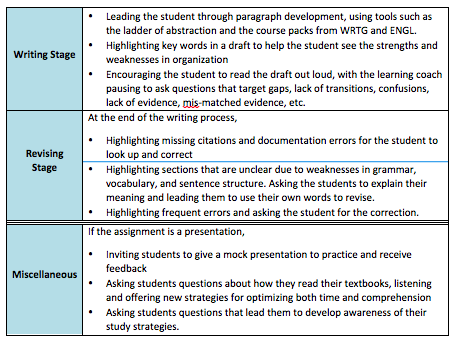 Writing Stage
• Leading the student through paragraph development, using tools such as
the ladder of abstraction and the course packs from WRTG and ENGL.
• Highlighting key words in a draft to help the student see the strengths and
weaknesses in organization
• Encouraging the student to read the draft out loud, with the learning coach
pausing to ask questions that target gaps, lack of transitions, confusions,
lack of evidence, mis-matched evidence, etc.
Revising
Stage
At the end of the writing process,
• Highlighting missing citations and documentation errors for the student to
look up and correct
• Highlighting sections that are unclear due to weaknesses in grammar,
vocabulary, and sentence structure. Asking the students to explain their
meaning and leading them to use their own words to revise.
• Highlighting frequent errors and asking the student for the correction.
Miscellaneous
If the assignment is a presentation,
• Inviting students to give a mock presentation to practice and receive
feedback
• Asking students questions about how they read their textbooks, listening
and offering new strategies for optimizing both time and comprehension
• Asking students questions that lead them to develop awareness of their
study strategies.